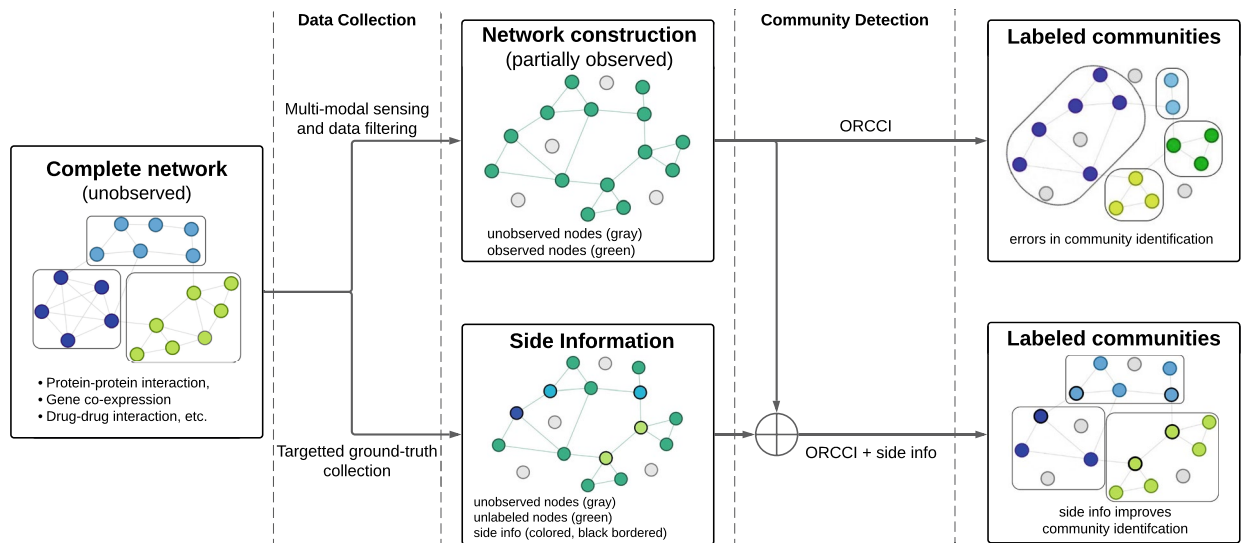 Data Collection
Community Detection
Complete network
(unobserved)
• Protein-protein interaction,
• Gene co-expression
• Drug-drug interaction, etc.
Multi-modal sensing
and data filtering
Targetted ground-truth
collection
Network construction
(partially observed)
unobserved nodes (gray)
observed nodes (green)
Side Information
unobserved nodes (gray)
unlabeled nodes (green)
side info (colored, black bordered)
ORCCI
ORCCI + side info
Labeled communities
errors in community identification
Labeled communities
side info improves
community identifcation